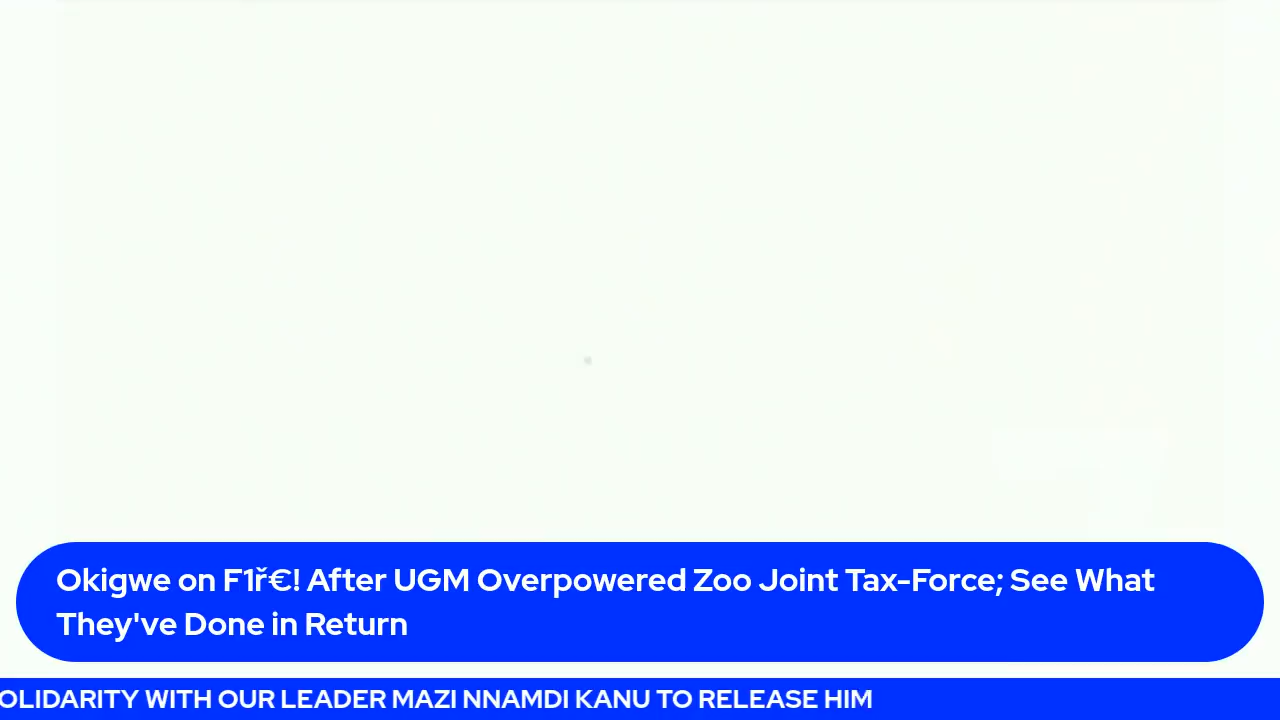 Okigwe on F1ř€! After UGM Overpowered Zoo Joint Tax-Force; See What
They've Done in Return
OLIDARITY WITH OUR LEADER MAZI NNAMDI KANU TO RELEASE HIM